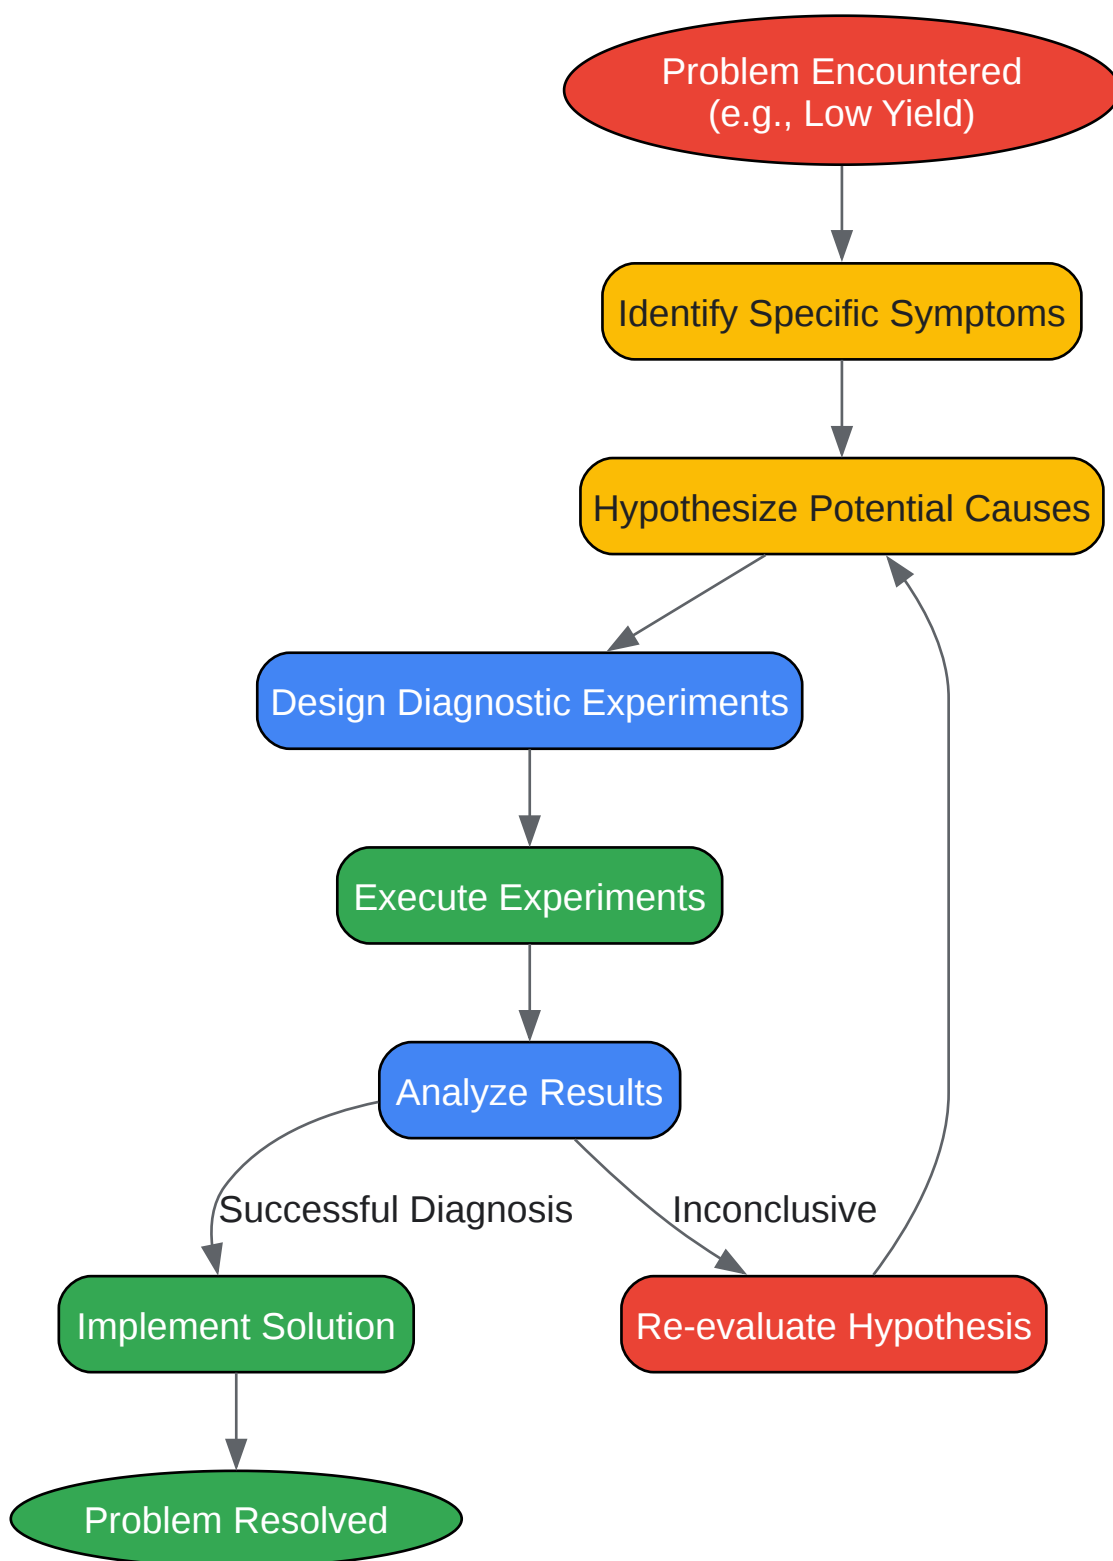 Problem Encountered
(e.g., Low Yield)
Identify Specific Symptoms
Hypothesize Potential Causes
Design Diagnostic Experiments
Execute Experiments
Analyze Results
Successful Diagnosis
Inconclusive
Implement Solution
Re-evaluate Hypothesis
Problem Resolved